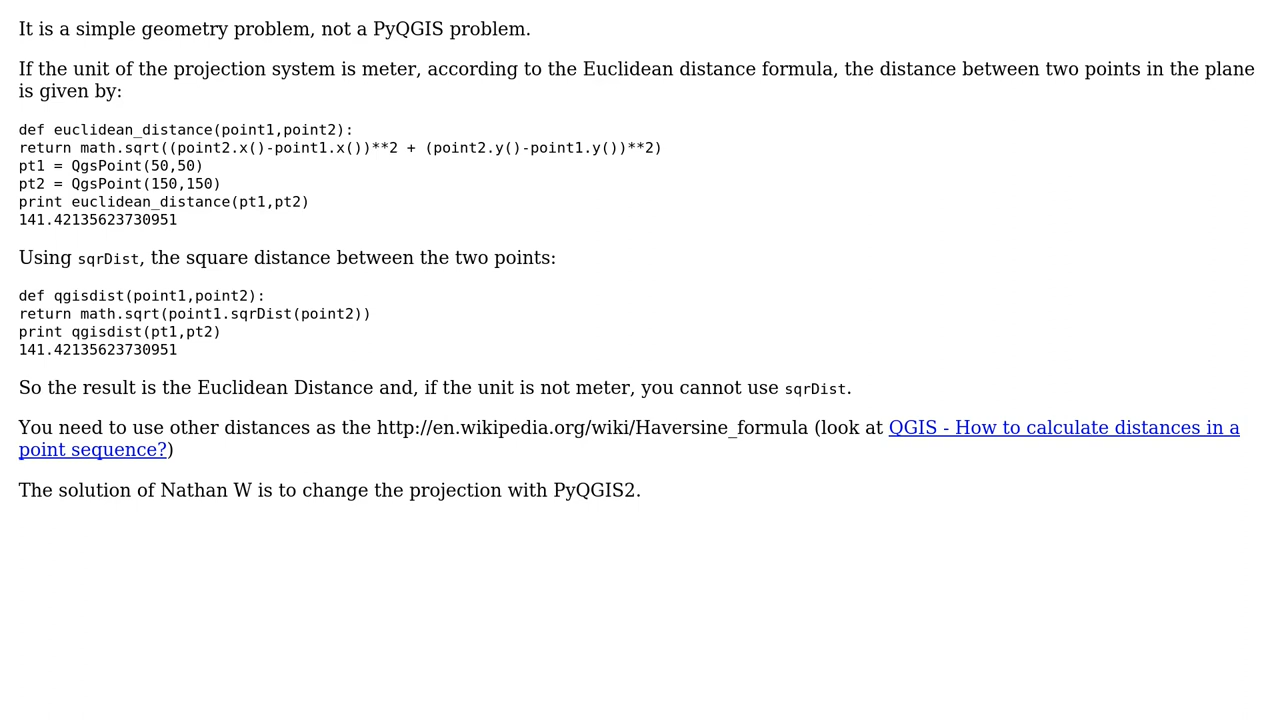 It is a simple geometry problem, not a PyQGIS problem.
If the unit of the projection system is meter, according to the Euclidean distance formula, the distance between two points in the plane
is given by:
def euclidean_distance(point1,point2):
return math.sqrt((point2.x()-point1.x())**2 + (point2.y()-point1.y())**2)
pt1 = QgsPoint(50,50)
pt2 = QgsPoint(150,150)
print euclidean_distance(pt1,pt2)
141.42135623730951
Using sqrDist, the square distance between the two points:
def qgisdist(point1,point2):
return math.sqrt(point1.sqrDist(point2))
print qgisdist(pt1,pt2)
141.42135623730951
So the result is the Euclidean Distance and, if the unit is not meter, you cannot use sqrDist.
You need to use other distances as the http://en.wikipedia.org/wiki/Haversine_formula (look at QGIS - How to calculate distances in a
point sequence?)
The solution of Nathan W is to change the projection with PyQGIS2.